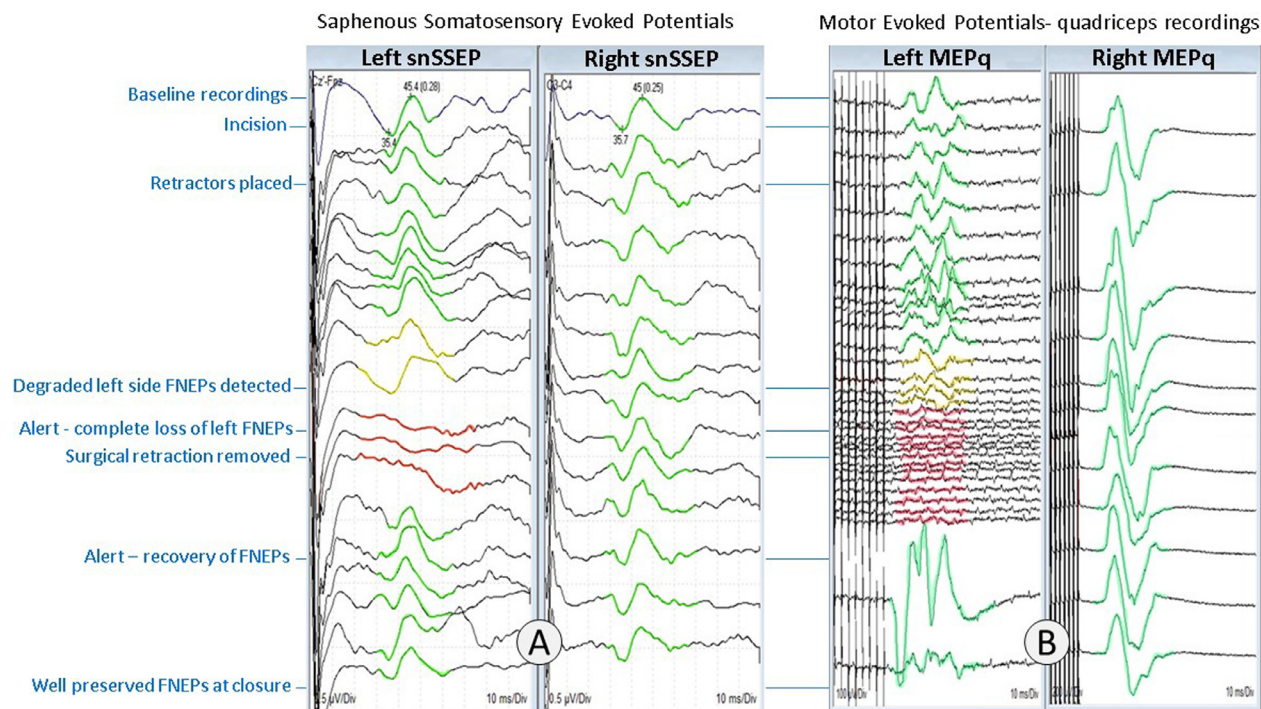 Saphenous Somatosensory Evoked Potentials
Motor Evoked Potentials- quadriceps recordings
Left snSSEP
Right snSSEP
Left MEPq
Right MEPq
Cz'-Fpz
45.4 (0.28)
35.4
C3-C4
45 (0.25)
35.7
Baseline recordings
Incision
Retractors placed
Degraded left side FNEPs detected
Alert - complete loss of left FNEPs
Surgical retraction removed
Alert – recovery of FNEPs
Well preserved FNEPs at closure
A
B
5 µV/Div
10 ms/Div
0.5 µV/Div
10 ms/Div
100 µV/Div
10 ms/Div
10 ms/Div